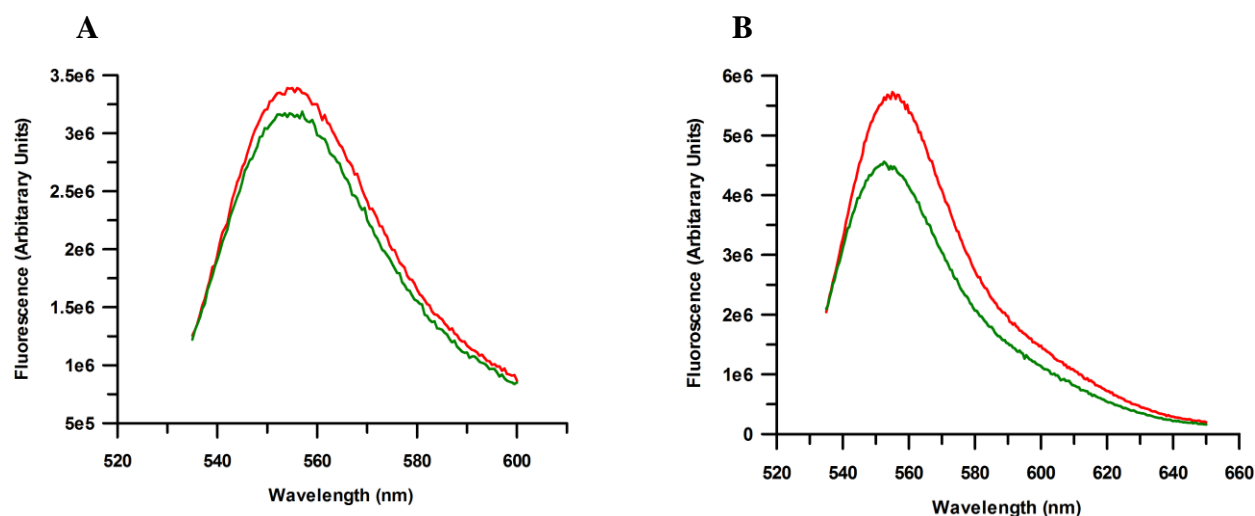 A
3.5e6
3e6
2.5e6
2e6
1.5e6
1e6
5e5
520
540
560
580
600
Fluorescence (Arbitarary Units)
Wavelength (nm)
B
6e6
5e6
4e6
3e6
2e6
1e6
0
520
540
560
580
600
620
640
660
Fluoroscence (Arbitarary Units)
Wavelength (nm)